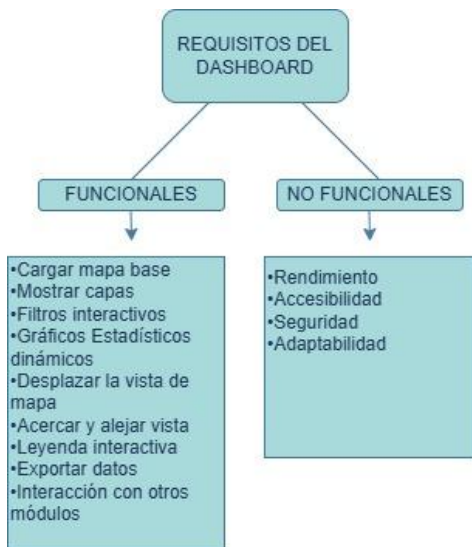 REQUISITOS DEL
DASHBOARD
FUNCIONALES
NO FUNCIONALES
•Cargar mapa base
•Mostrar capas
•Filtros interactivos
•Gráficos Estadísticos
dinámicos
•Desplazar la vista de
mapa
•Acercar y alejar vista
•Leyenda interactiva
•Exportar datos
•Interacción con otros
módulos
•Rendimiento
•Accesibilidad
•Seguridad
•Adaptabilidad